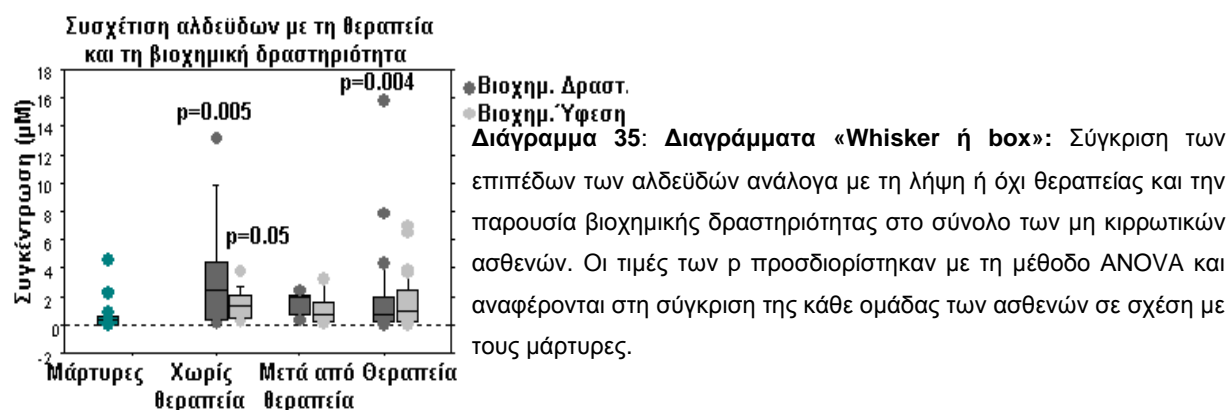 Συσχέτιση αλδεϋδων με τη θεραπεία
και τη βιοχημική δραστηριότητα
18
16
14
12
10
8
6
4
2
0
-2
Συγκέντρωση (μΜ)
p=0.005
p=0.05
p=0.004
Μάρτυρες Χωρίς Μετά από Θεραπεία
θεραπεία θεραπεία
Βιοχημ. Δραστ.
Βιοχημ. Ύφεση
Διάγραμμα 35: Διαγράμματα «Whisker ή box»: Σύγκριση των
επιπέδων των αλδεϋδών ανάλογα με τη λήψη ή όχι θεραπείας και την
παρουσία βιοχημικής δραστηριότητας στο σύνολο των μη κιρρωτικών
ασθενών. Οι τιμές των p προσδιορίστηκαν με τη μέθοδο ANOVA και
αναφέρονται στη σύγκριση της κάθε ομάδας των ασθενών σε σχέση με
τους μάρτυρες.